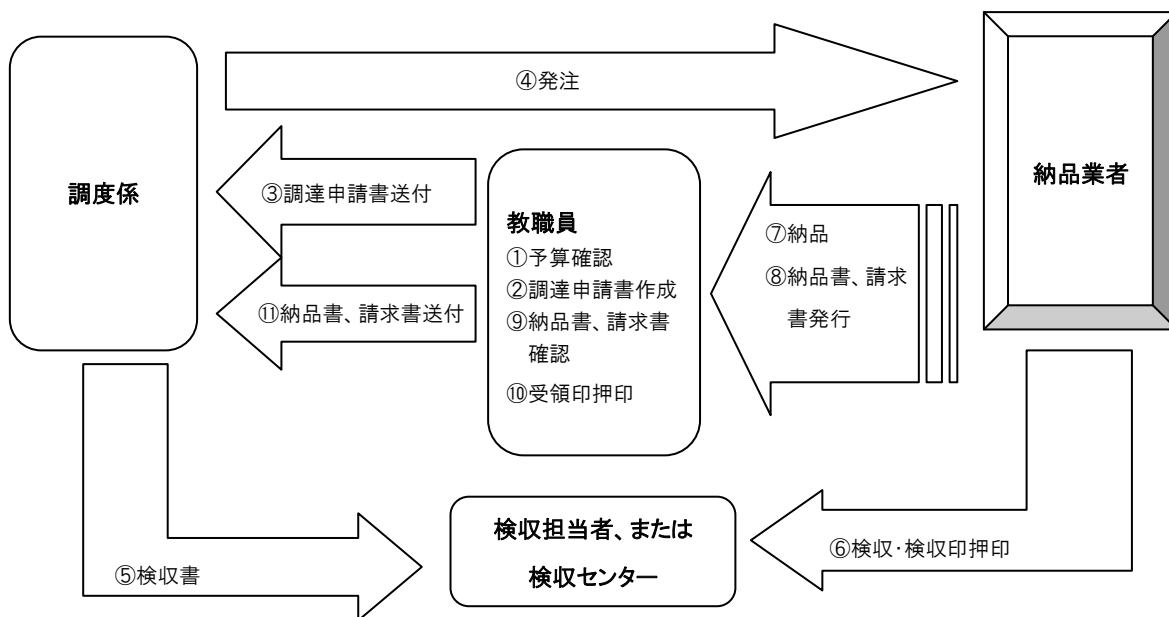 ④発注
調度係
納品業者
③調達申請書送付
教職員
①予算確認
②調達申請書作成
⑨納品書、請求書
確認
⑩受領印押印
⑦納品
⑧納品書、請求
書発行
⑪納品書、請求書送付
検収担当者、または
検収センター
⑤検収書
⑥検収・検収印押印